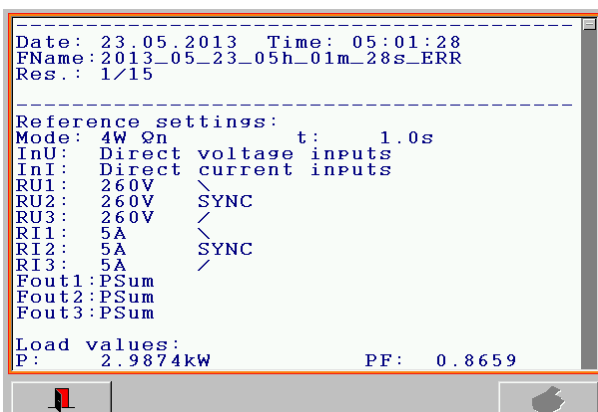 Date: 23.05.2013 Time: 05:01:28
FName:2013_05_23_05h_01m_28s_ERR
Res.: 1/15
Reference settings:
Mode: 4W Ωn t: 1.0s
InU: Direct voltage inputs
InI: Direct current inputs
RU1: 260V \
RU2: 260V SYNC
RU3: 260V /
RI1: 5A \
RI2: 5A SYNC
RI3: 5A /
Fout1:PSum
Fout2:PSum
Fout3:PSum
Load values:
P: 2.9874kW PF: 0.8659